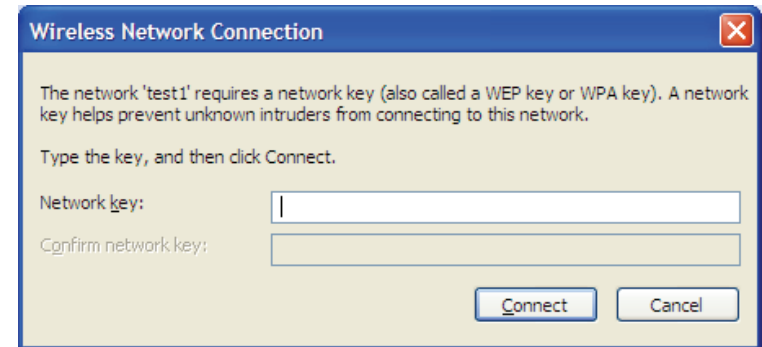 Wireless Network Connection
The network 'test1' requires a network key (also called a WEP key or WPA key). A network
key helps prevent unknown intruders from connecting to this network.
Type the key, and then click Connect.
Network key:
Confirm network key:
Connect Cancel